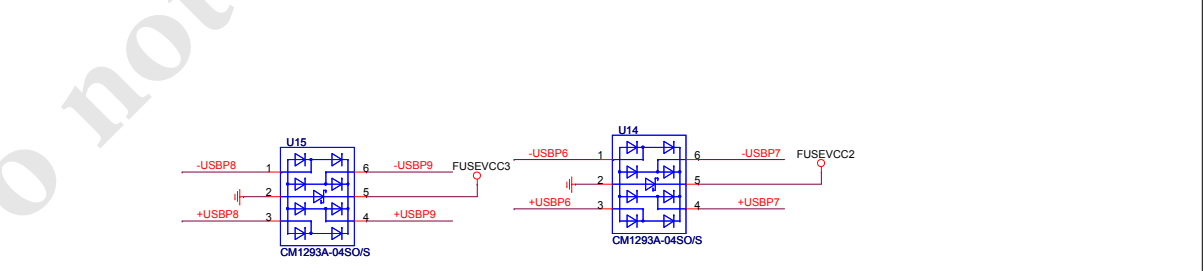 o not
U15
-USBP8
1
6
-USBP9
FUSEVCC3
2
5
+USBP8
3
4
+USBP9
CM1293A-04SO/S
U14
-USBP6
1
6
-USBP7
FUSEVCC2
2
5
+USBP6
3
4
+USBP7
CM1293A-04SO/S